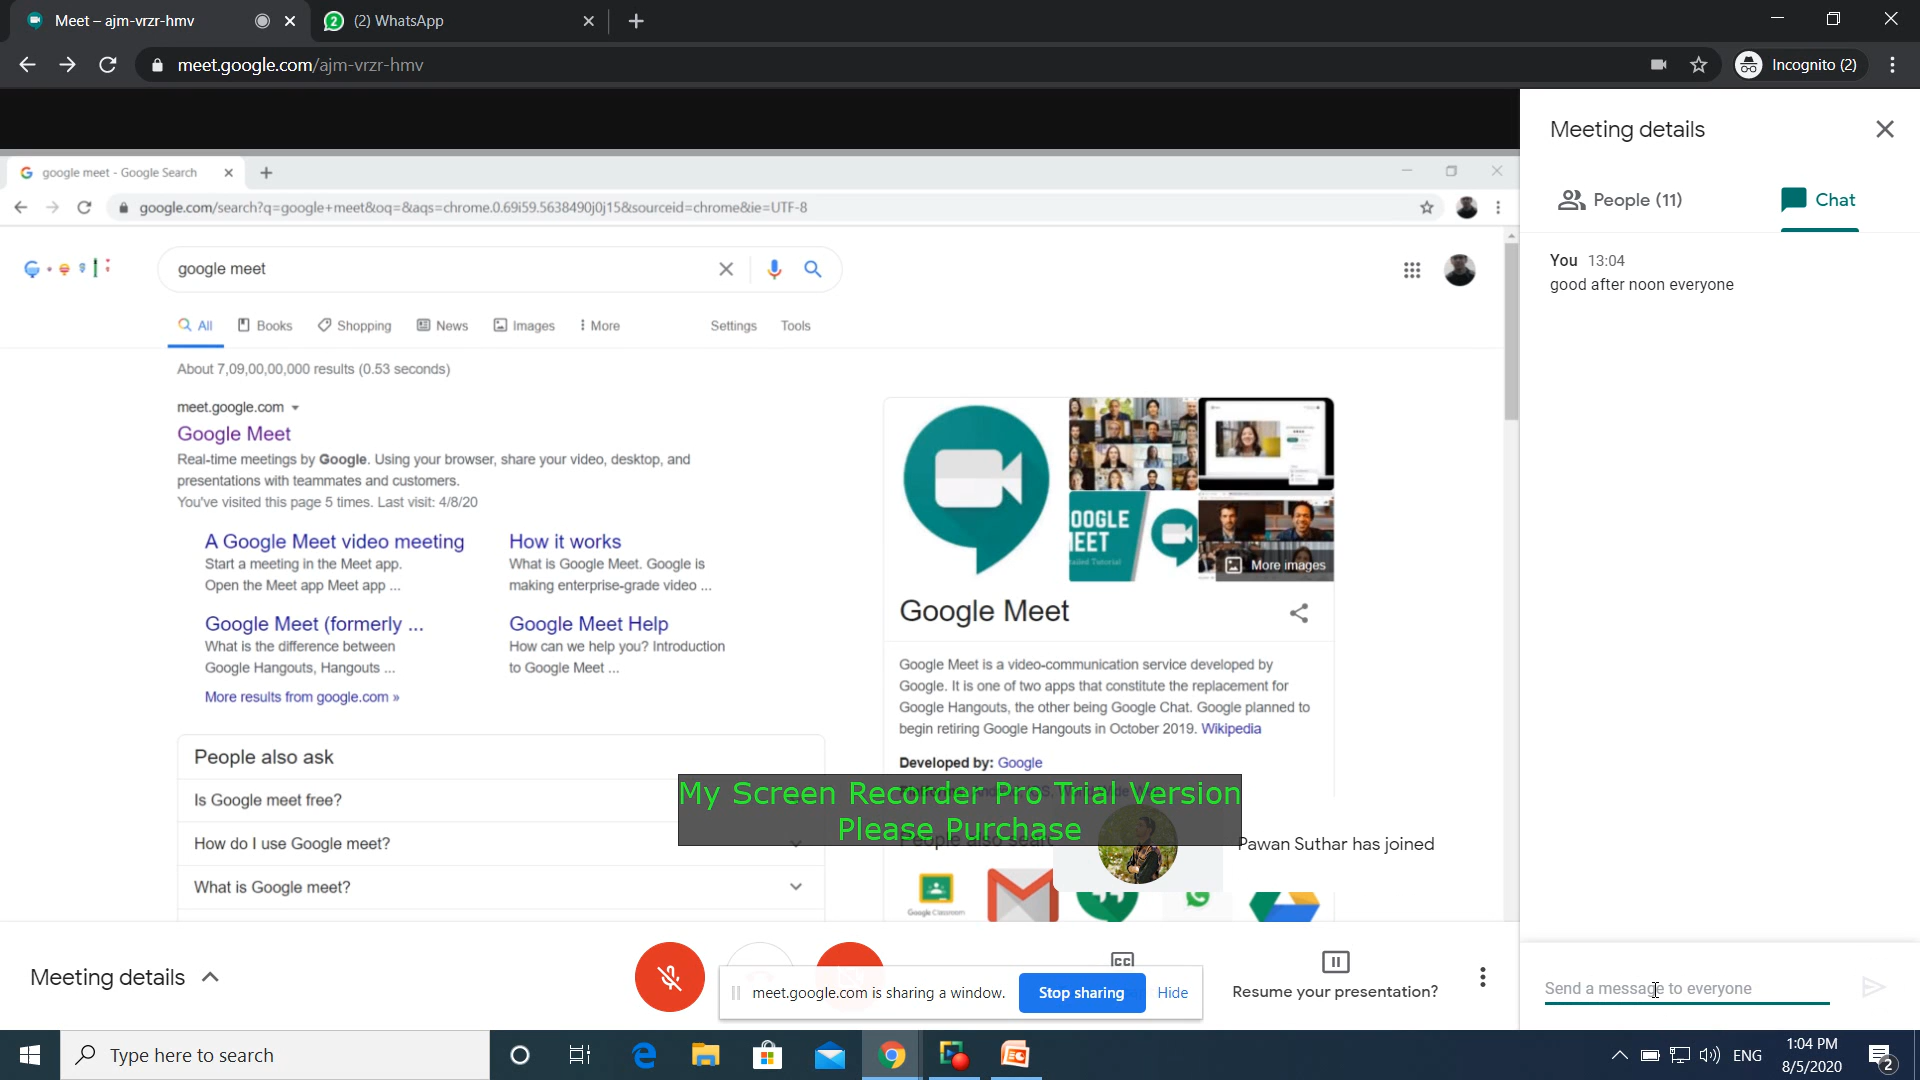 Meet – ajm-vrzr-hmv
(2) WhatsApp
meet.google.com/ajm-vrzr-hmv
Incognito (2)
google meet - Google Search
google.com/search?q=google+meet&oq=&aqs=chrome.0.69i59.5638490j0j15&sourceid=chrome&ie=UTF-8
google meet
All Books Shopping News Images More Settings Tools
About 7,09,00,00,000 results (0.53 seconds)
meet.google.com
Google Meet
Real-time meetings by Google. Using your browser, share your video, desktop, and
presentations with teammates and customers.
You've visited this page 5 times. Last visit: 4/8/20
A Google Meet video meeting
Start a meeting in the Meet app.
Open the Meet app Meet app ...
How it works
What is Google Meet. Google is
making enterprise-grade video ...
Google Meet (formerly ...
What is the difference between
Google Hangouts, Hangouts ...
Google Meet Help
How can we help you? Introduction
to Google Meet ...
More results from google.com »
People also ask
Is Google meet free?
How do I use Google meet?
What is Google meet?
OOGLE
MEET
More images
Google Meet
Google Meet is a video-communication service developed by
Google. It is one of two apps that constitute the replacement for
Google Hangouts, the other being Google Chat. Google planned to
begin retiring Google Hangouts in October 2019. Wikipedia
Developed by: Google
My Screen Recorder Pro Trial Version
Please Purchase
Pawan Suthar has joined
Google Classroom
Meeting details
People (11)
Chat
You 13:04
good after noon everyone
Send a message to everyone
Meeting details
meet.google.com is sharing a window.
Stop sharing
Hide
CC
Resume your presentation?
Type here to search
ENG
1:04 PM
8/5/2020
2